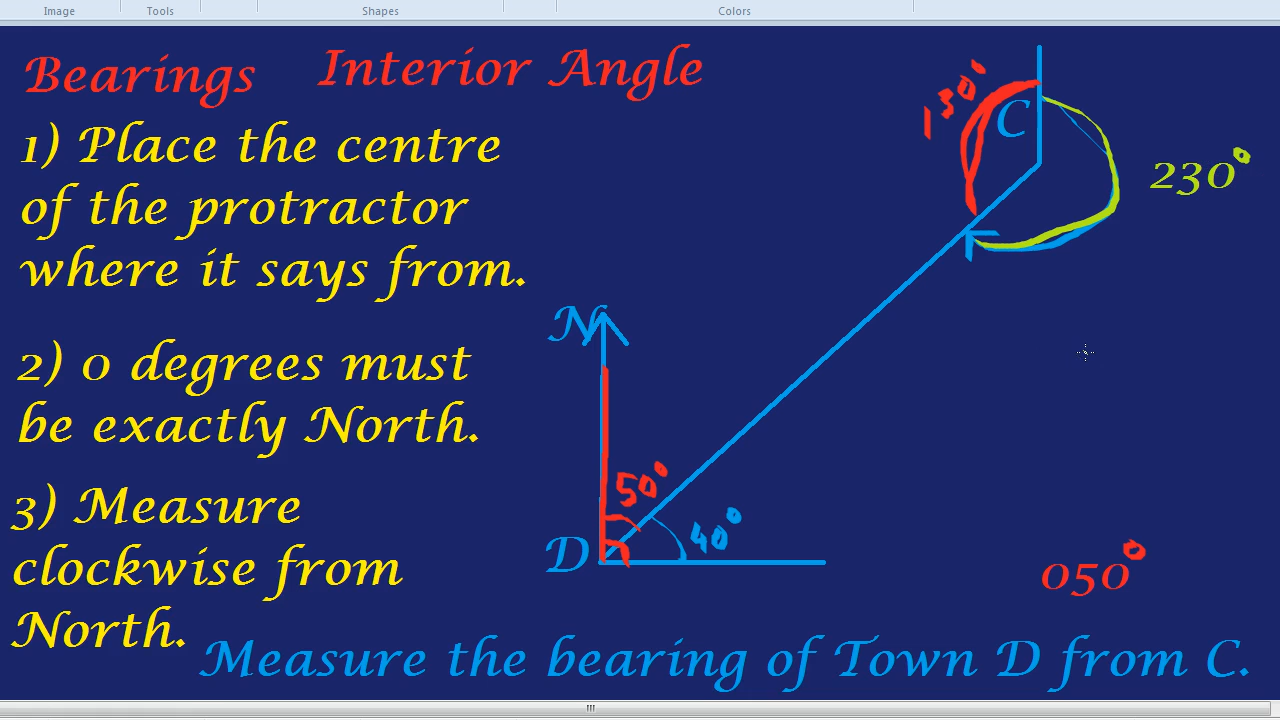 Image Tools Shapes Colors
Bearings Interior Angle
1) Place the centre
of the protractor
where it says from.
2) 0 degrees must
be exactly North.
3) Measure
clockwise from
North.
130°
C
230°
N
50°
40°
D
050°
Measure the bearing of Town D from C.